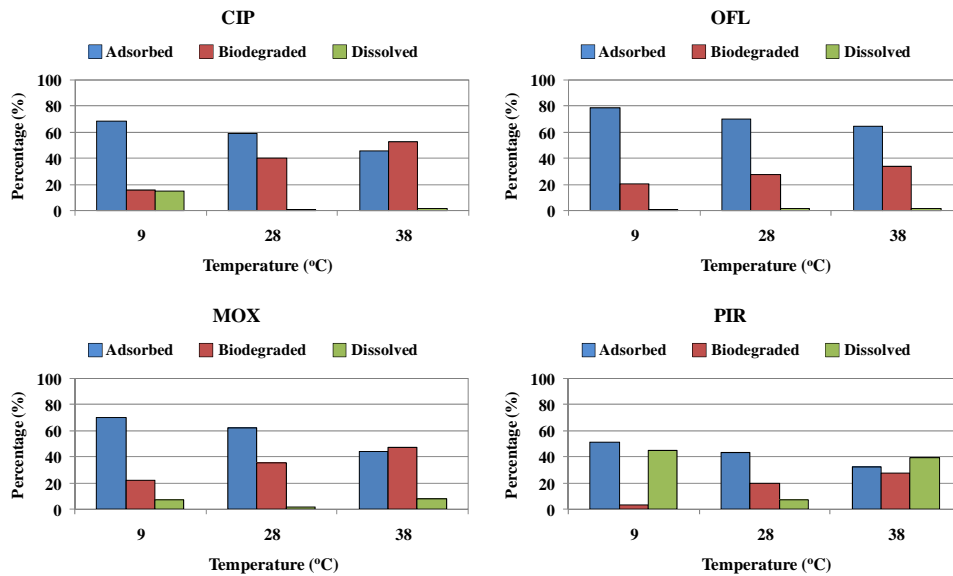 CIP
Adsorbed Biodegraded Dissolved
Percentage (%)
100
80
60
40
20
0
9 28 38
Temperature (°C)
OFL
Adsorbed Biodegraded Dissolved
Percentage (%)
100
80
60
40
20
0
9 28 38
Temperature (°C)
MOX
Adsorbed Biodegraded Dissolved
Percentage (%)
100
80
60
40
20
0
9 28 38
Temperature (°C)
PIR
Adsorbed Biodegraded Dissolved
Percentage (%)
100
80
60
40
20
0
9 28 38
Temperature (°C)